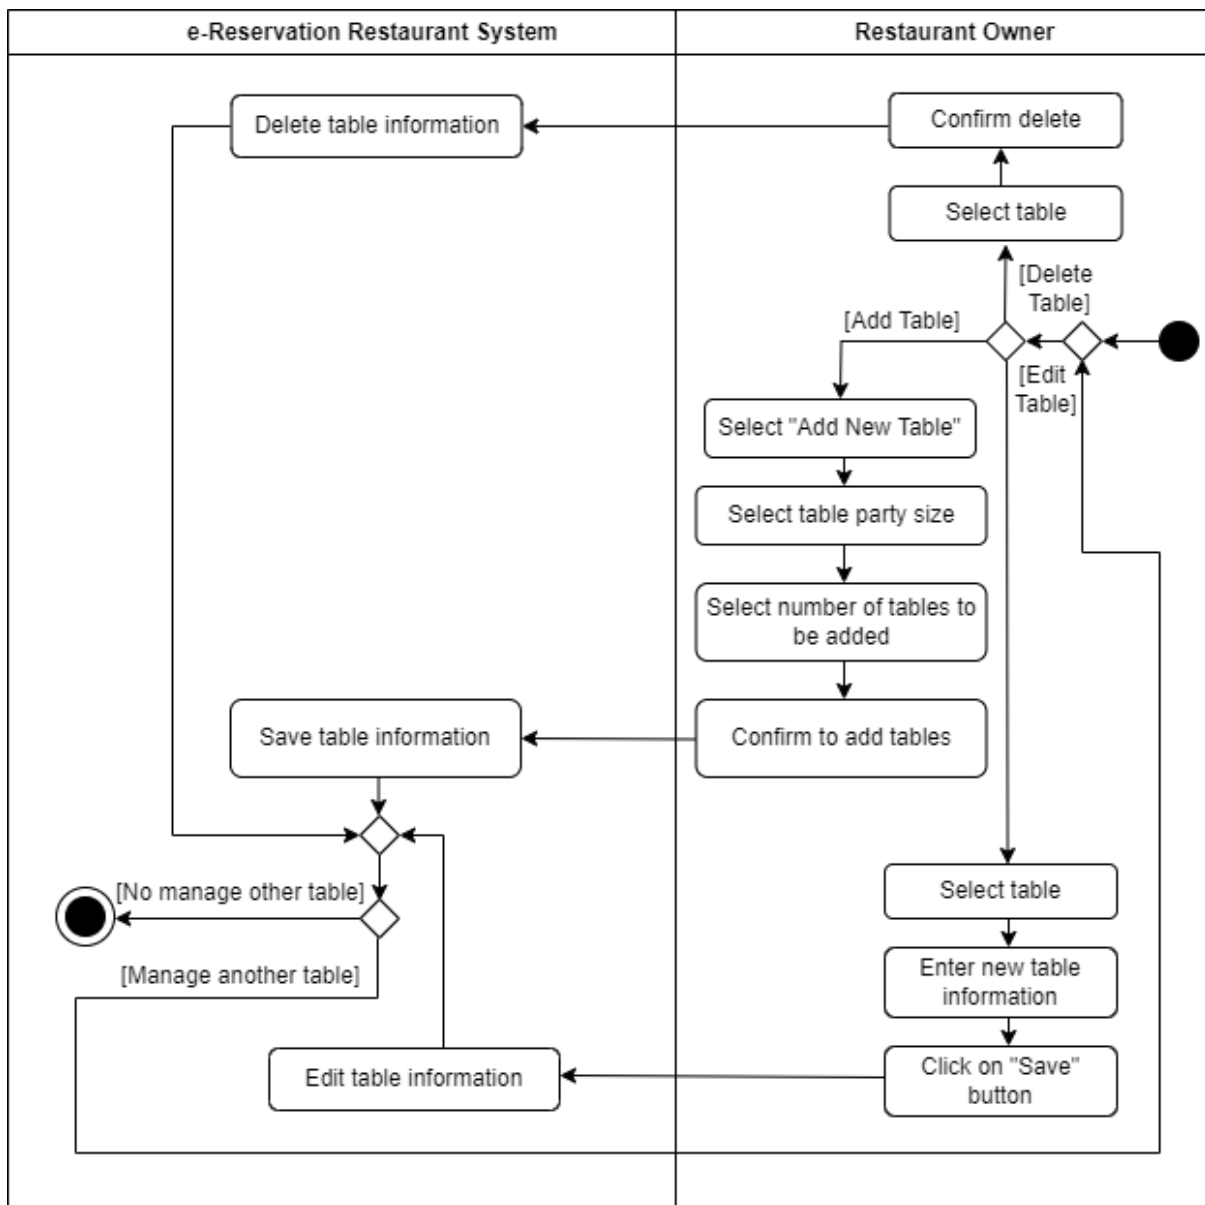 e-Reservation Restaurant System
Restaurant Owner
Delete table information
Confirm delete
Select table
[Delete
Table]
[Add Table]
[Edit
Table]
Select "Add New Table"
Select table party size
Select number of tables to
be added
Save table information
Confirm to add tables
[No manage other table]
Select table
[Manage another table]
Enter new table
information
Edit table information
Click on "Save"
button